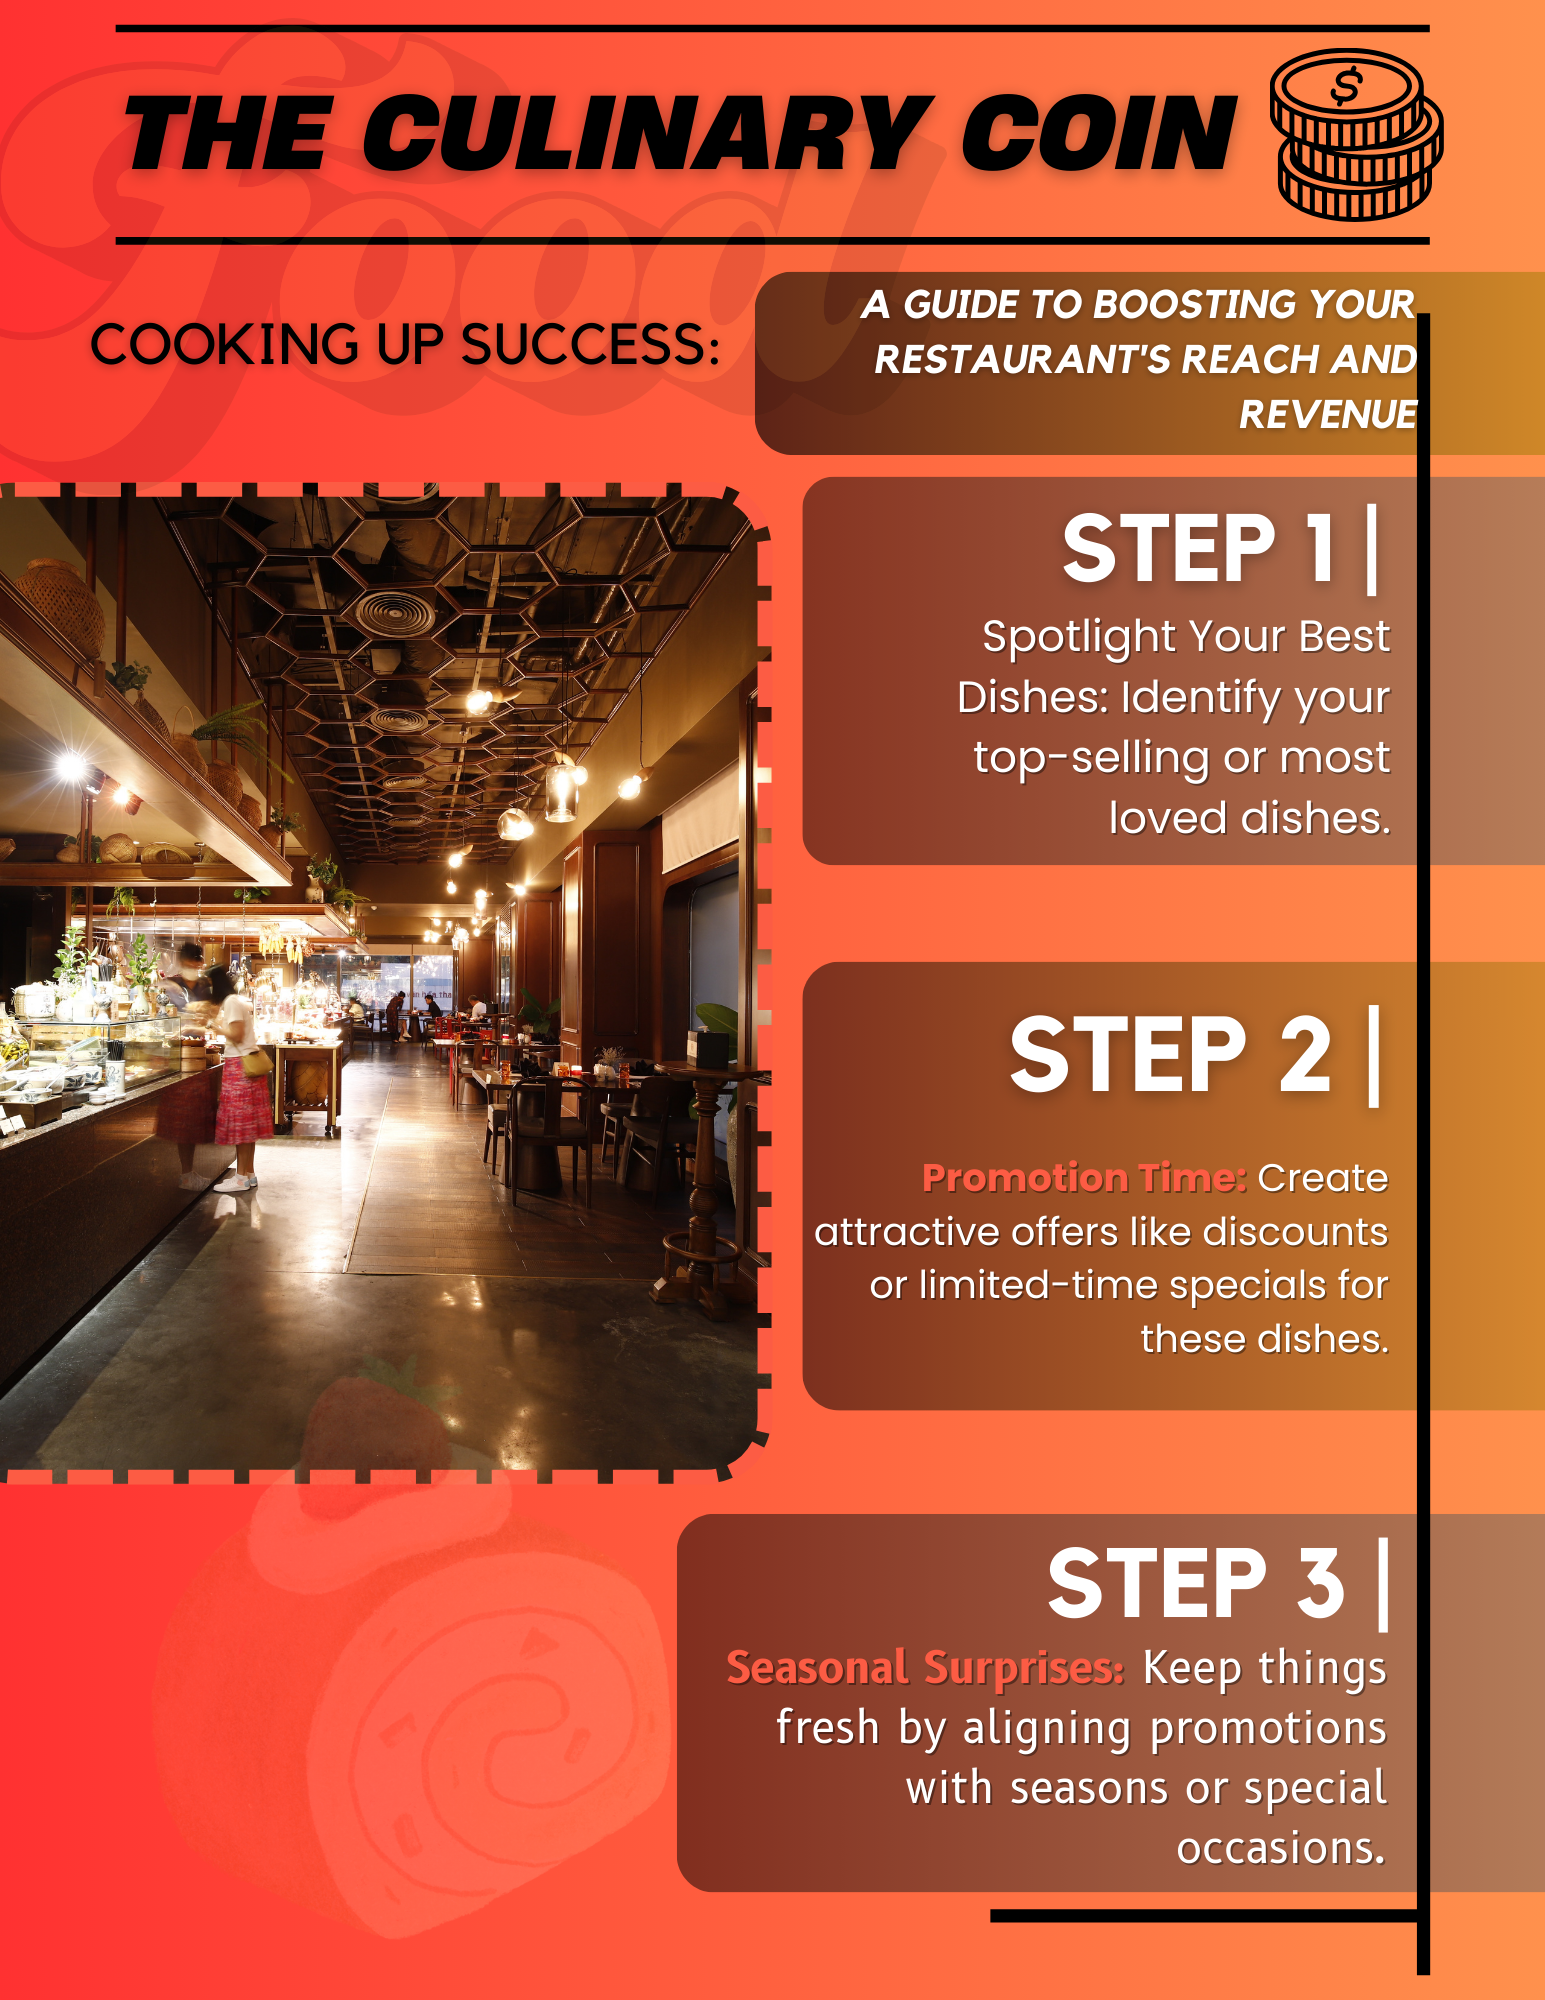 THE CULINARY COIN
$
Food
COOKING UP SUCCESS:
A GUIDE TO BOOSTING YOUR
RESTAURANT'S REACH AND
REVENUE
STEP 1|
Spotlight Your Best
Dishes: Identify your
top-selling or most
loved dishes.
STEP 2|
Promotion Time: Create
attractive offers like discounts
or limited-time specials for
these dishes.
STEP 3|
Seasonal Surprises: Keep things
fresh by aligning promotions
with seasons or special
occasions.